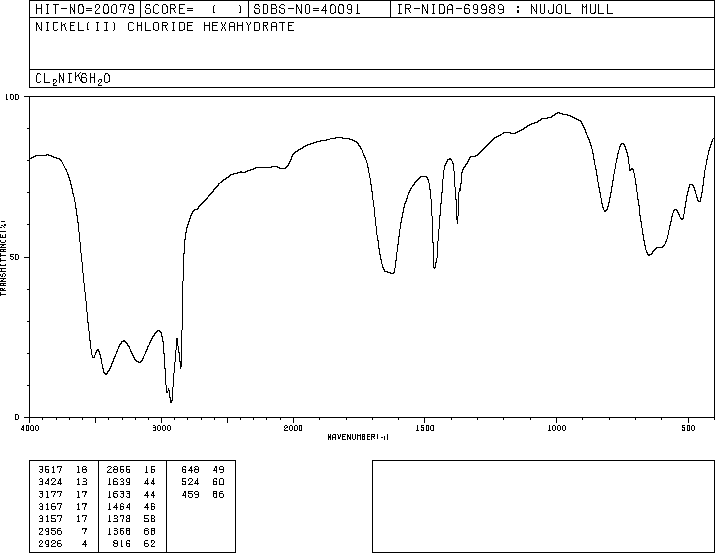 HIT-NO=20079 SCORE= ( ) SDBS-NO=40091 IR-NIDA-69989 : NUJOL MULL
NICKEL(II) CHLORIDE HEXAHYDRATE
CL2NI*6H2O
100
50
0
TRANSMITTANCE(%)
4000 3000 2000 1500 1000 500
WAVENUMBER(-1)
3517 18 2855 15 648 49
3424 13 1639 44 524 60
3177 17 1633 44 459 66
3167 17 1464 46
3157 17 1378 58
2956 7 1368 68
2926 4 816 62